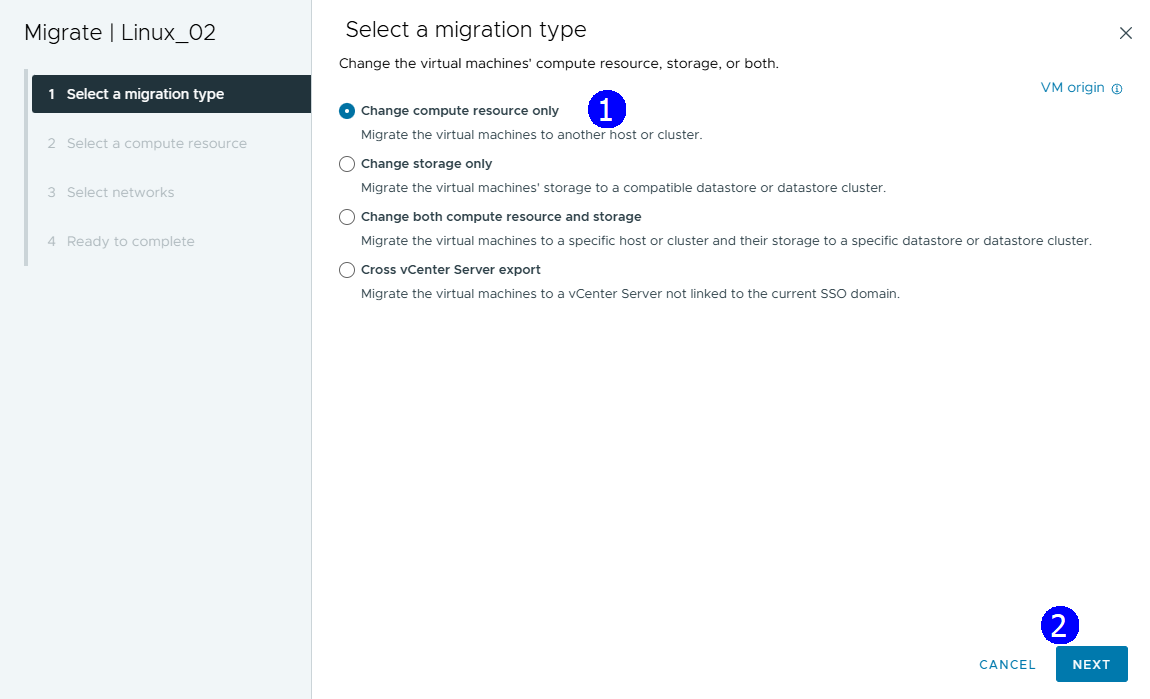 Migrate | Linux_02
1 Select a migration type
2 Select a compute resource
3 Select networks
4 Ready to complete
Select a migration type
Change the virtual machines' compute resource, storage, or both.
VM origin
Change compute resource only
1
Migrate the virtual machines to another host or cluster.
Change storage only
Migrate the virtual machines' storage to a compatible datastore or datastore cluster.
Change both compute resource and storage
Migrate the virtual machines to a specific host or cluster and their storage to a specific datastore or datastore cluster.
Cross vCenter Server export
Migrate the virtual machines to a vCenter Server not linked to the current SSO domain.
2
CANCEL
NEXT